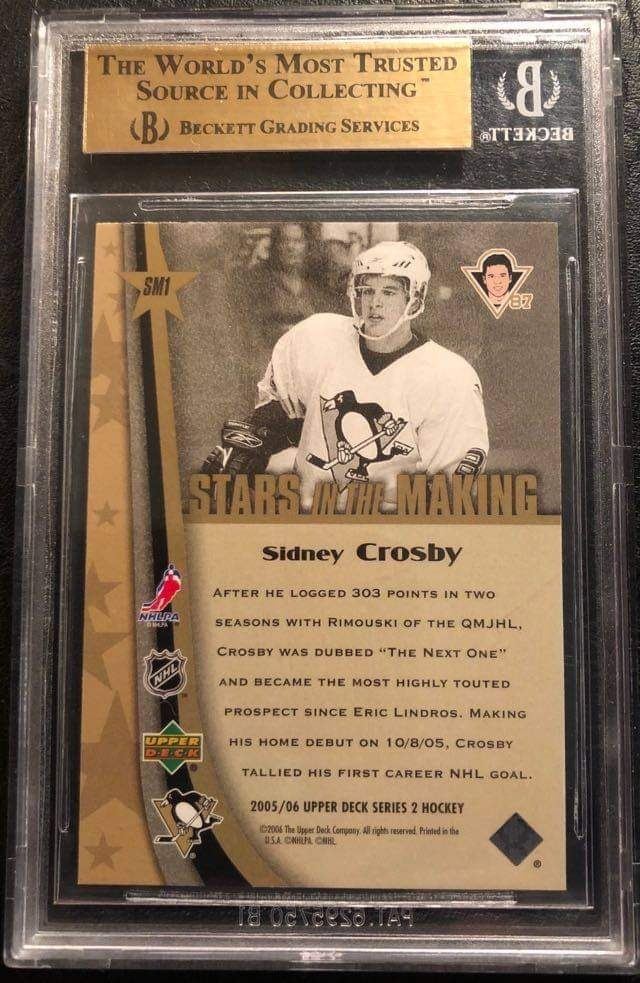 THE WORLD'S MOST TRUSTED
SOURCE IN COLLECTING™
(B) BECKETT GRADING SERVICES
B
BECKETT®
SM1
87
STARS IN THE MAKING
Sidney Crosby
AFTER HE LOGGED 303 POINTS IN TWO
SEASONS WITH RIMOUSKI OF THE QMJHL,
CROSBY WAS DUBBED "THE NEXT ONE"
AND BECAME THE MOST HIGHLY TOUTED
PROSPECT SINCE ERIC LINDROS. MAKING
HIS HOME DEBUT ON 10/8/05, CROSBY
TALLIED HIS FIRST CAREER NHL GOAL.
NHLPA
© NHLPA
NHL
UPPER
D·E·C·K
2005/06 UPPER DECK SERIES 2 HOCKEY
©2006 The Upper Deck Company. All rights reserved. Printed in the
U.S.A. ©NHLPA. ©NHL.
PAT. 6295750 B1